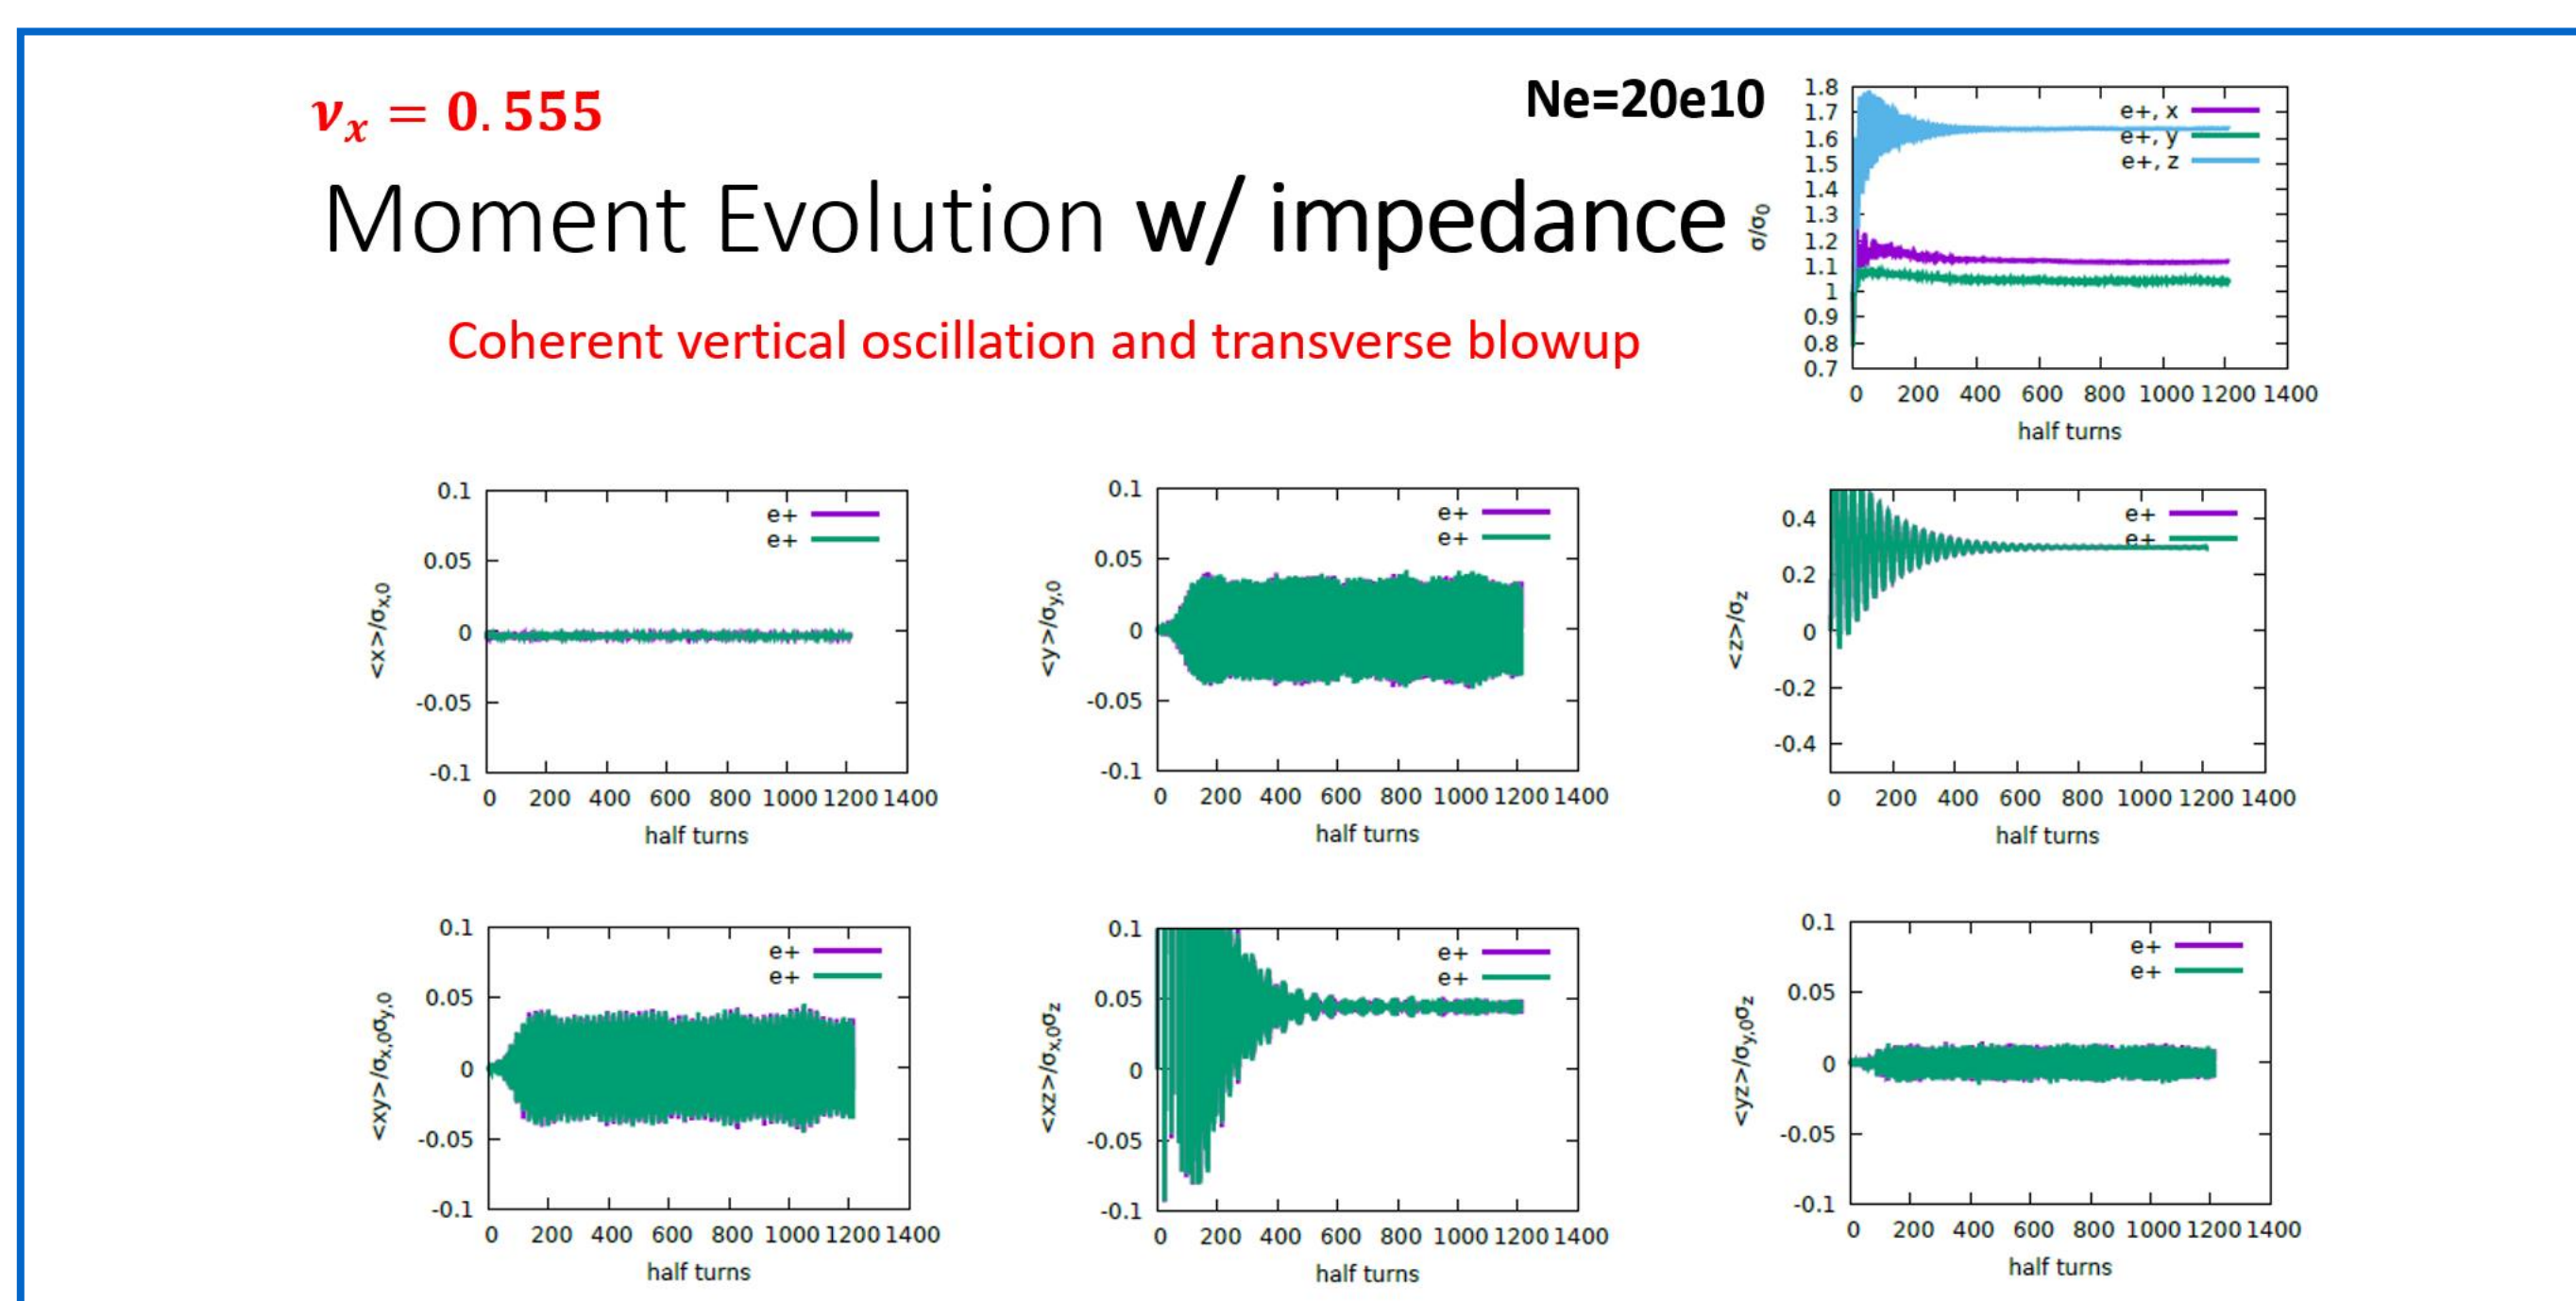 ν_x = 0.555
Ne=20e10
Moment Evolution w/ impedance
Coherent vertical oscillation and transverse blowup
1.8
1.7
1.6
1.5
1.4
1.3
1.2
1.1
1
0.9
0.8
0.7
σ/σ₀
e+, x
e+, y
e+, z
0 200 400 600 800 1000 1200 1400
half turns
0.1
0.05
0
-0.05
-0.1
<x>/σx,0
e+
e+
0 200 400 600 800 1000 1200 1400
half turns
0.1
0.05
0
-0.05
-0.1
<y>/σy,0
e+
e+
0 200 400 600 800 1000 1200 1400
half turns
0.4
0.2
0
-0.2
-0.4
<z>/σz
e+
e+
0 200 400 600 800 1000 1200 1400
half turns
0.1
0.05
0
-0.05
-0.1
<xy>/σx,0σy,0
e+
e+
0 200 400 600 800 1000 1200 1400
half turns
0.1
0.05
0
-0.05
-0.1
<xz>/σx,0σz
e+
e+
0 200 400 600 800 1000 1200 1400
half turns
0.1
0.05
0
-0.05
-0.1
<yz>/σy,0σz
e+
e+
0 200 400 600 800 1000 1200 1400
half turns